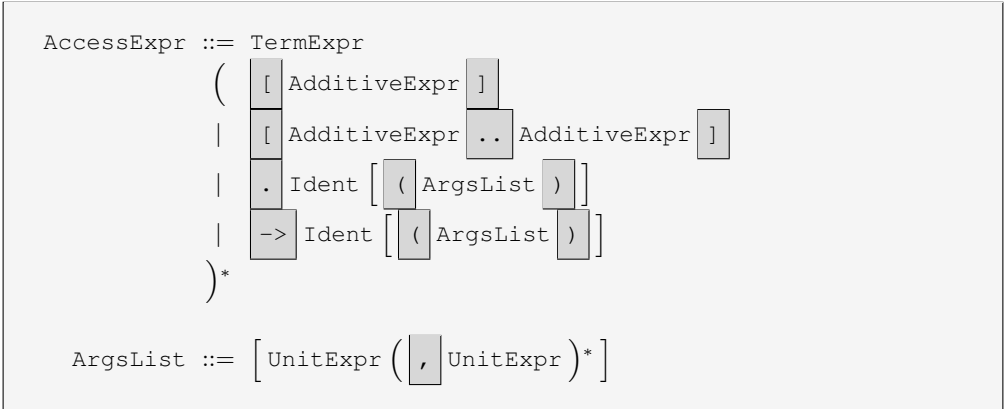 AccessExpr ::= TermExpr
( [ AdditiveExpr ]
| [ AdditiveExpr .. AdditiveExpr ]
| . Ident [ ( ArgsList ) ]
| -> Ident [ ( ArgsList ) ]
)*
ArgsList ::= [ UnitExpr ( , UnitExpr )* ]